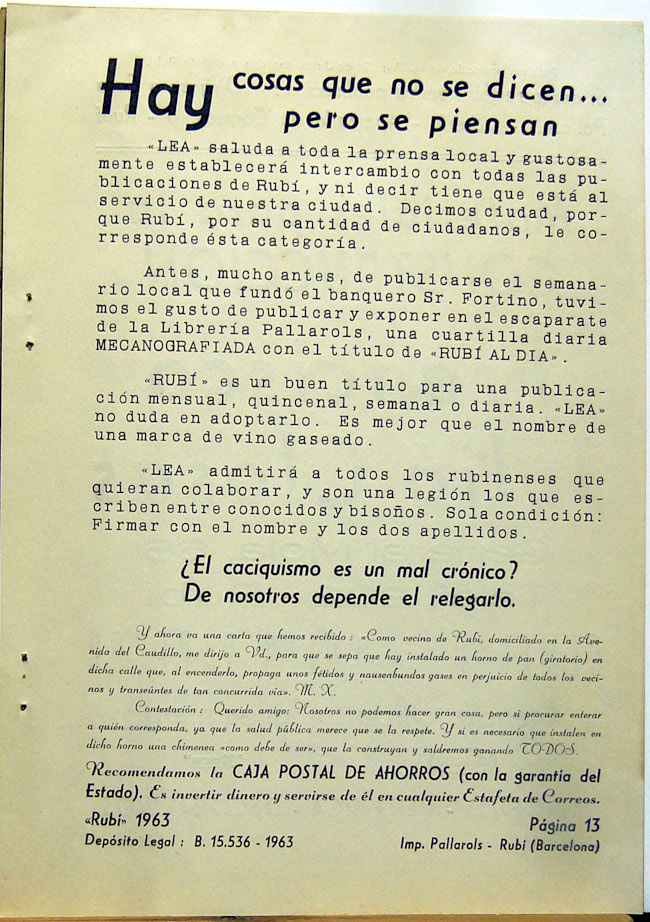 Hay cosas que no se dicen...
pero se piensan
«LEA» saluda a toda la prensa local y gustosa-
mente establecerá intercambio con todas las pu-
blicaciones de Rubí, y ni decir tiene que está al
servicio de nuestra ciudad. Decimos ciudad, por-
que Rubí, por su cantidad de ciudadanos, le co-
rresponde ésta categoría.
Antes, mucho antes, de publicarse el semana-
rio local que fundó el banquero Sr. Fortino, tuvi-
mos el gusto de publicar y exponer en el escaparate
de la Librería Pallarols, una cuartilla diaria
MECANOGRAFIADA con el título de «RUBÍ AL DIA».
«RUBÍ» es un buen título para una publica-
ción mensual, quincenal, semanal o diaria. «LEA»
no duda en adoptarlo. Es mejor que el nombre de
una marca de vino gaseado.
«LEA» admitirá a todos los rubinenses que
quieran colaborar, y son una legión los que es-
criben entre conocidos y bisoños. Sola condición:
Firmar con el nombre y los dos apellidos.
¿El caciquismo es un mal crónico?
De nosotros depende el relegarlo.
Y ahora va una carta que hemos recibido: «Como vecino de Rubí, domiciliado en la Ave-
nida del Caudillo, me dirijo a Vd., para que se sepa que hay instalado un horno de pan (giratorio) en
dicha calle que, al encenderlo, propaga unos fétidos y nauseabundos gases en perjuicio de todos los veci-
nos y transeúntes de tan concurrida vía». M. X.
Contestación: Querido amigo: Nosotros no podemos hacer gran cosa, pero si procurar enterar
a quién corresponda, ya que la salud pública merece que se la respete. Y si es necesario que instalen en
dicho horno una chimenea «como debe de ser», que la construyan y saldremos ganando TODOS.
Recomendamos la CAJA POSTAL DE AHORROS (con la garantía del
Estado). Es invertir dinero y servirse de él en cualquier Estafeta de Correos.
«Rubí» 1963 Página 13
Depósito Legal: B. 15.536 - 1963 Imp. Pallarols - Rubí (Barcelona)